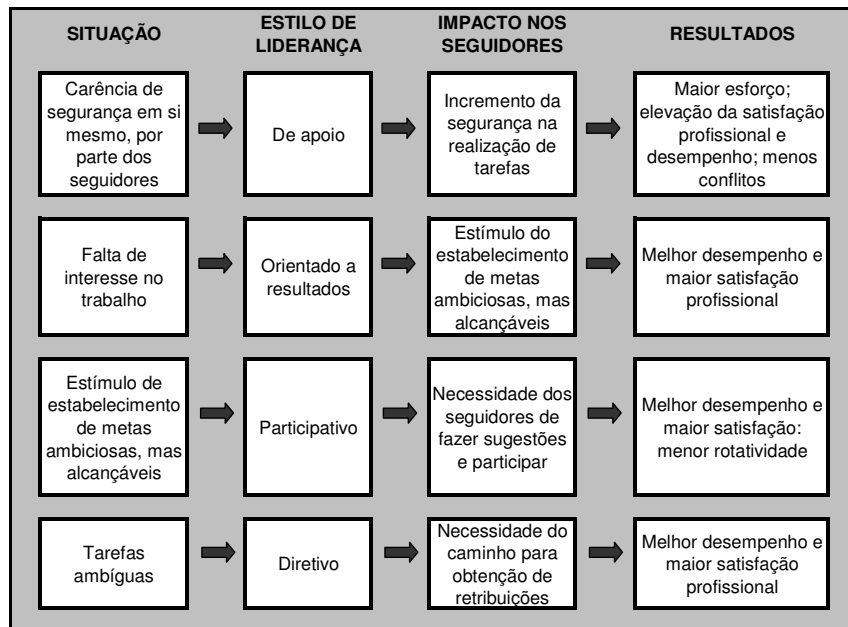 SITUAÇÃO
ESTILO DE
LIDERANÇA
IMPACTO NOS
SEGUIDORES
RESULTADOS
Carência de
segurança em si
mesmo, por
parte dos
seguidores
De apoio
Incremento da
segurança na
realização de
tarefas
Maior esforço;
elevação da satisfação
profissional e
desempenho; menos
conflitos
Falta de
interesse no
trabalho
Orientado a
resultados
Estímulo do
estabelecimento
de metas
ambiciosas, mas
alcançáveis
Melhor desempenho e
maior satisfação
profissional
Estímulo de
estabelecimento
de metas
ambiciosas, mas
alcançáveis
Participativo
Necessidade dos
seguidores de
fazer sugestões
e participar
Melhor desempenho e
maior satisfação:
menor rotatividade
Tarefas
ambíguas
Diretivo
Necessidade do
caminho para
obtenção de
retribuições
Melhor desempenho e
maior satisfação
profissional